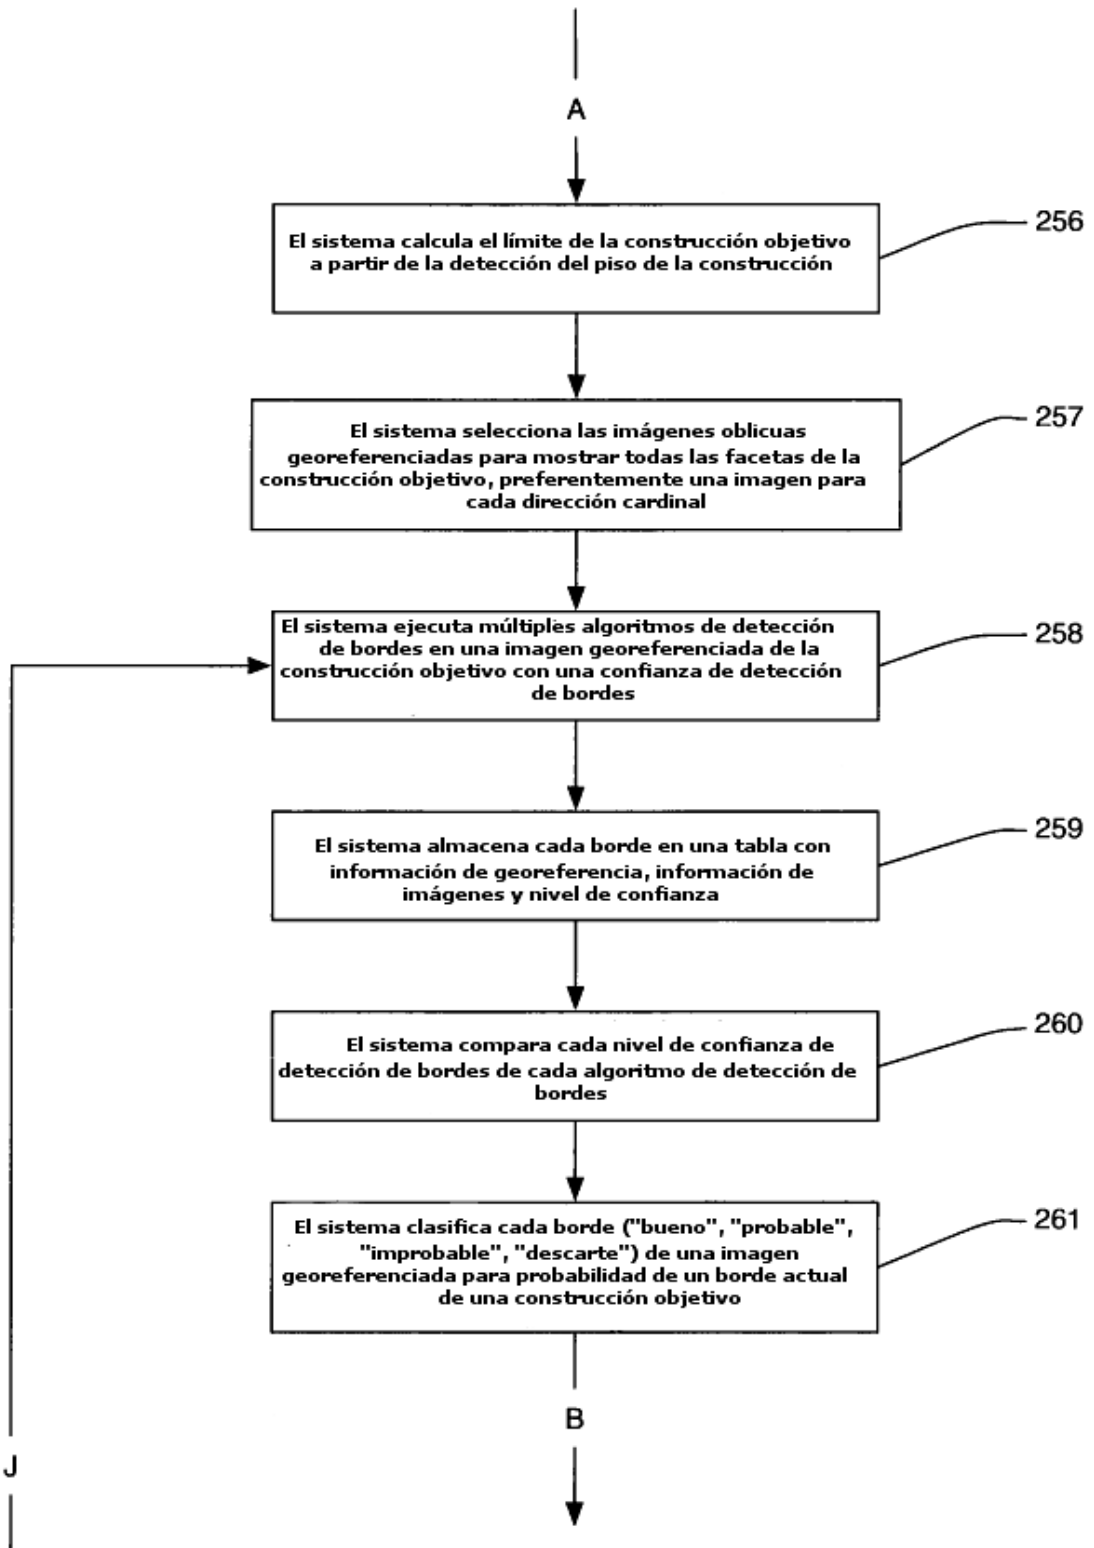 A
256
El sistema calcula el límite de la construcción objetivo
a partir de la detección del piso de la construcción
257
El sistema selecciona las imágenes oblicuas
georeferenciadas para mostrar todas las facetas de la
construcción objetivo, preferentemente una imagen para
cada dirección cardinal
258
El sistema ejecuta múltiples algoritmos de detección
de bordes en una imagen georeferenciada de la
construcción objetivo con una confianza de detección
de bordes
259
El sistema almacena cada borde en una tabla con
información de georeferencia, información de
imágenes y nivel de confianza
260
El sistema compara cada nivel de confianza de
detección de bordes de cada algoritmo de detección de
bordes
261
El sistema clasifica cada borde ("bueno", "probable",
"improbable", "descarte") de una imagen
georeferenciada para probabilidad de un borde actual
de una construcción objetivo
B
J